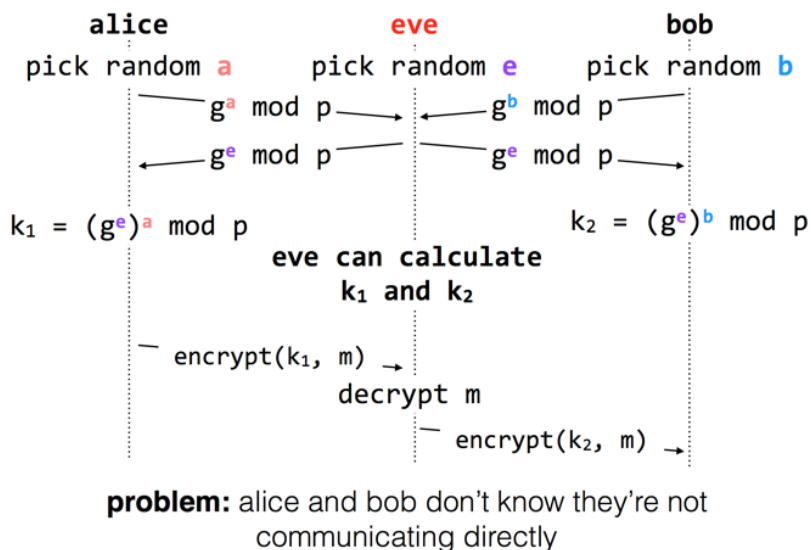 alice eve bob
pick random a pick random e pick random b
gᵃ mod p gᵇ mod p
gᵉ mod p gᵉ mod p
k₁ = (gᵉ)ᵃ mod p k₂ = (gᵉ)ᵇ mod p
eve can calculate
k₁ and k₂
encrypt(k₁, m)
decrypt m
encrypt(k₂, m)
problem: alice and bob don’t know they’re not
communicating directly